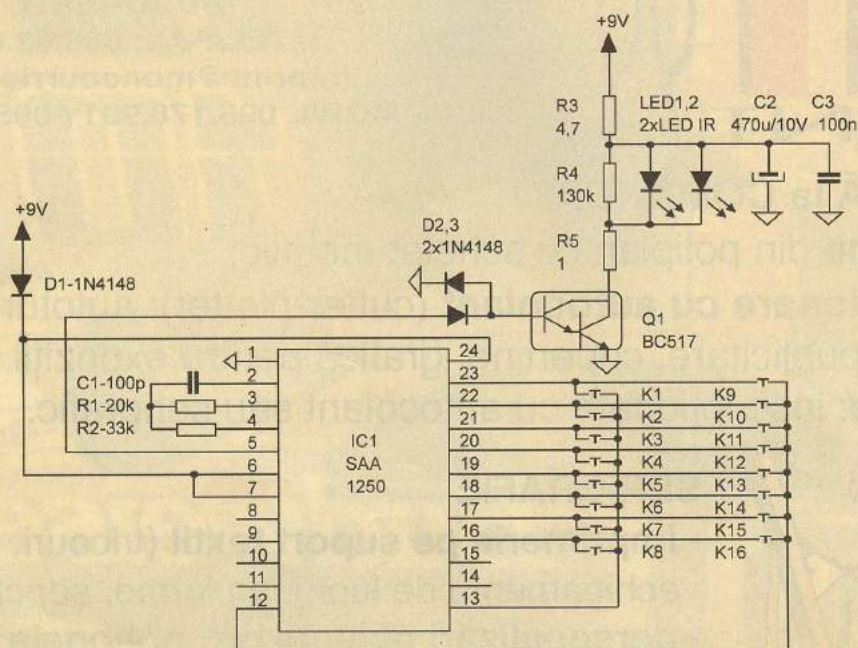 +9V
R3
4,7
LED1,2
2xLED IR
C2
470u/10V
C3
100n
R4
130k
+9V
D2,3
2x1N4148
R5
1
D1-1N4148
Q1
BC517
C1-100p
R1-20k
R2-33k
IC1
SAA
1250
1
2
3
4
5
6
7
8
9
10
11
12
24
23
22
21
20
19
18
17
16
15
14
13
K1 K9
K2 K10
K3 K11
K4 K12
K5 K13
K6 K14
K7 K15
K8 K16